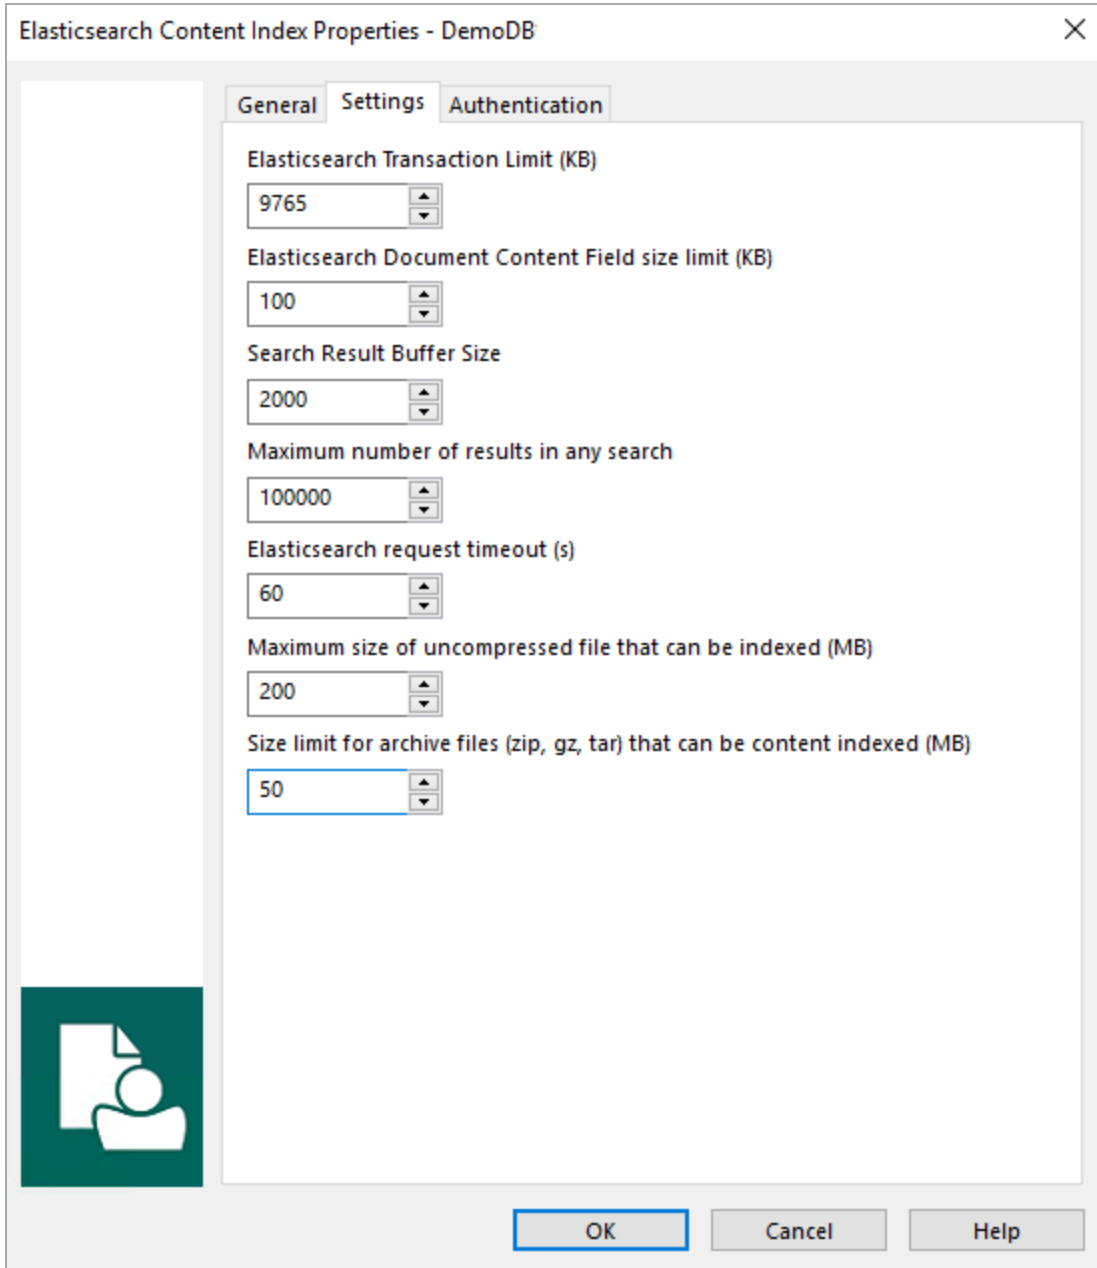 Elasticsearch Content Index Properties - DemoDB
General Settings Authentication
Elasticsearch Transaction Limit (KB)
9765
Elasticsearch Document Content Field size limit (KB)
100
Search Result Buffer Size
2000
Maximum number of results in any search
100000
Elasticsearch request timeout (s)
60
Maximum size of uncompressed file that can be indexed (MB)
200
Size limit for archive files (zip, gz, tar) that can be content indexed (MB)
50
OK Cancel Help